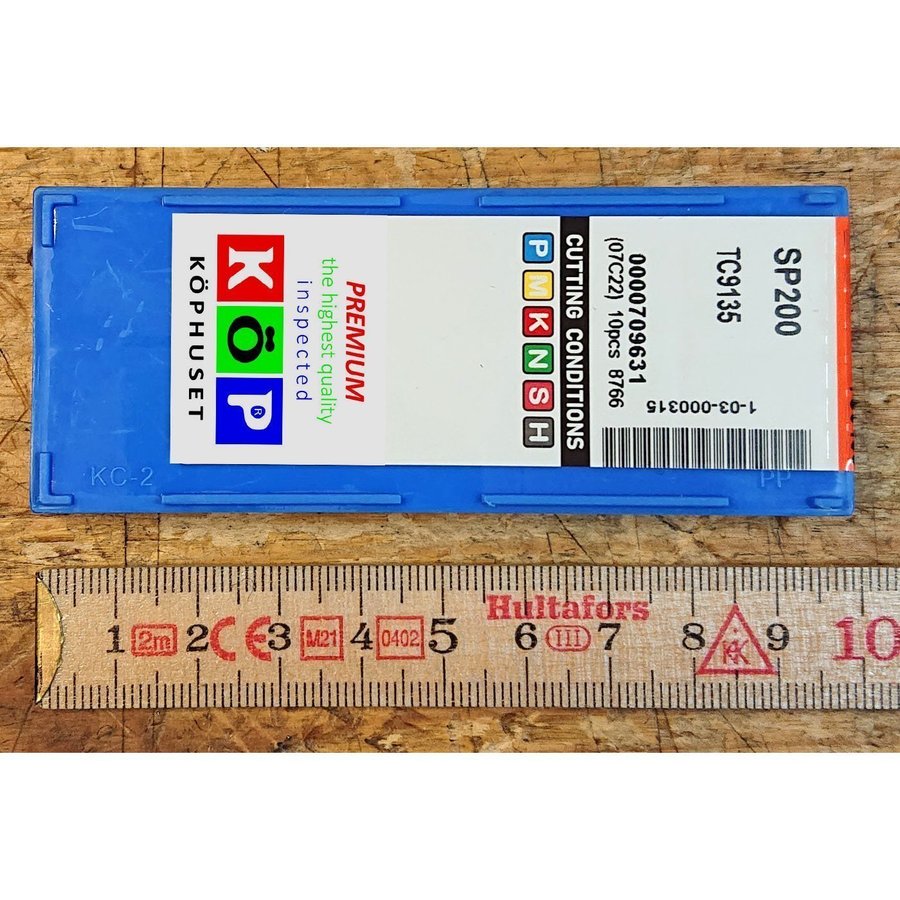 SP200
TC9135
1-03-000315
0000709631
(07C22) 10pcs 8766
CUTTING CONDITIONS
P M K N S H
PREMIUM
the highest quality
inspected
KÖP
R
KÖPHUSET
KC-2
PP
Hultafors
1 2m 2 CE 3 M21 4 0402 5 6 III 7 8 9 10